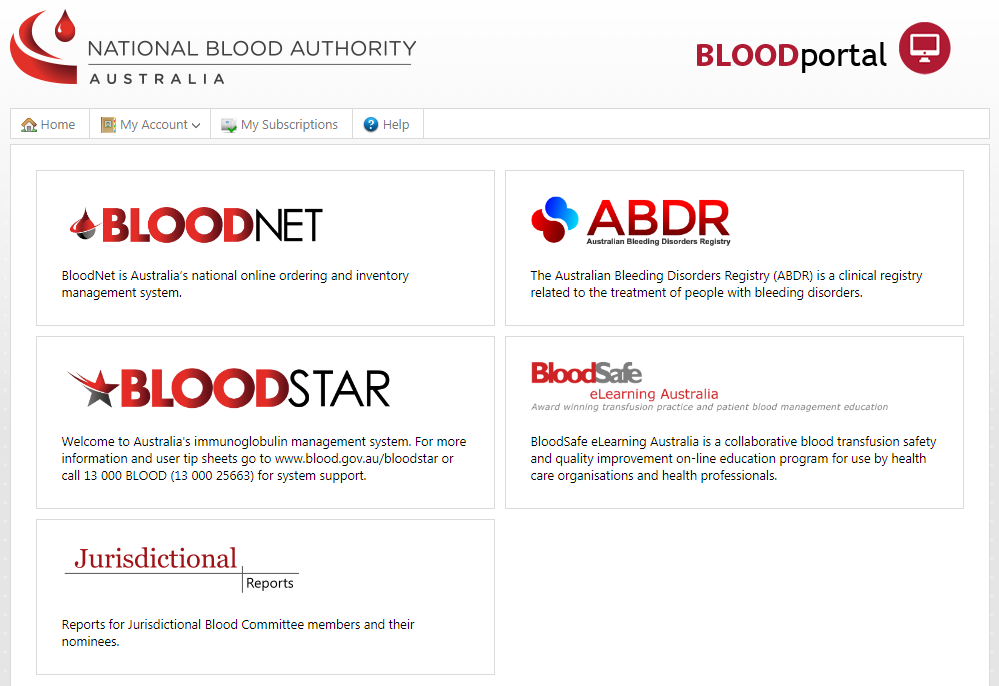 NATIONAL BLOOD AUTHORITY
AUSTRALIA
BLOODportal
Home
My Account
My Subscriptions
Help
BLOODNET
BloodNet is Australia's national online ordering and inventory
management system.
ABDR
Australian Bleeding Disorders Registry
The Australian Bleeding Disorders Registry (ABDR) is a clinical registry
related to the treatment of people with bleeding disorders.
BLOODSTAR
Welcome to Australia's immunoglobulin management system. For more
information and user tip sheets go to www.blood.gov.au/bloodstar or
call 13 000 BLOOD (13 000 25663) for system support.
BloodSafe
eLearning Australia
Award winning transfusion practice and patient blood management education
BloodSafe eLearning Australia is a collaborative blood transfusion safety
and quality improvement on-line education program for use by health
care organisations and health professionals.
Jurisdictional
Reports
Reports for Jurisdictional Blood Committee members and their
nominees.